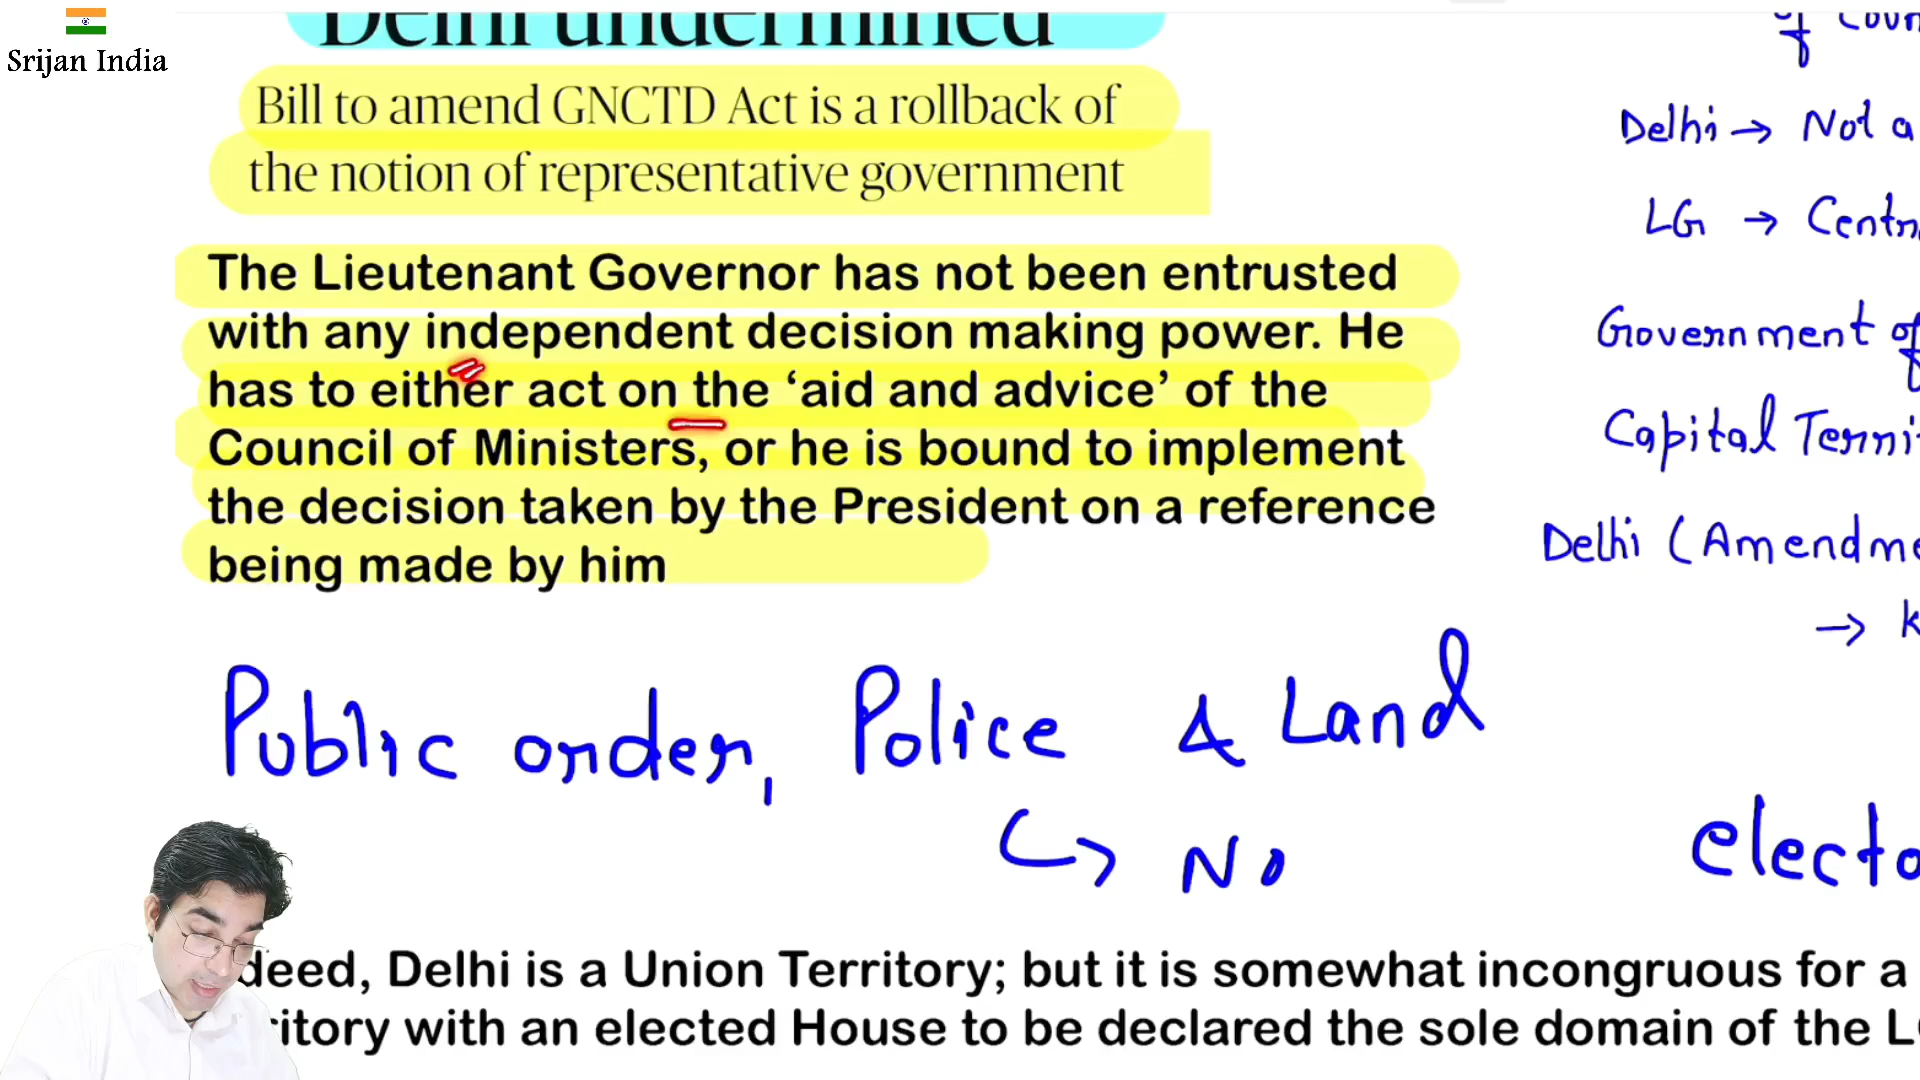 Srijan India
Delhi undermined
Bill to amend GNCTD Act is a rollback of
the notion of representative government
The Lieutenant Governor has not been entrusted
with any independent decision making power. He
has to either act on the ‘aid and advice’ of the
Council of Ministers, or he is bound to implement
the decision taken by the President on a reference
being made by him
Public order, Police & Land
↳ No
Delhi → Not a
LG → Centr
Government of
Capital Territ
Delhi (Amendme
→ K
electo
deed, Delhi is a Union Territory; but it is somewhat incongruous for a
ritory with an elected House to be declared the sole domain of the L